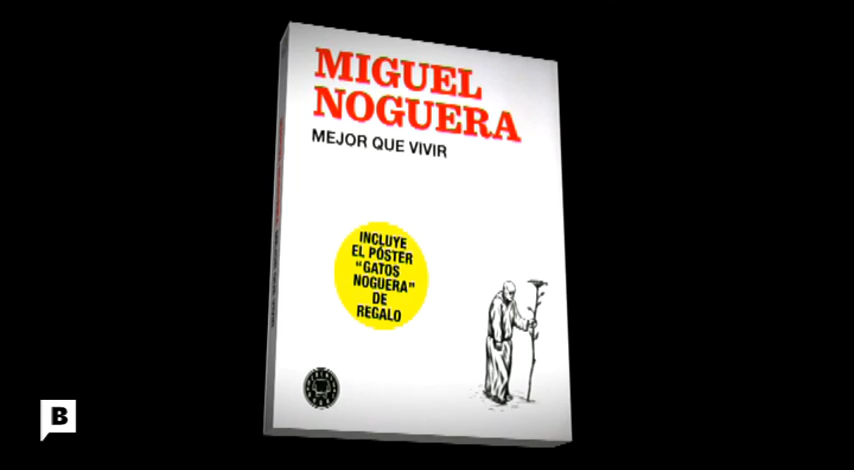 MIGUEL
NOGUERA
MEJOR QUE VIVIR
INCLUYE
EL PÓSTER
"GATOS
NOGUERA"
DE
REGALO
B